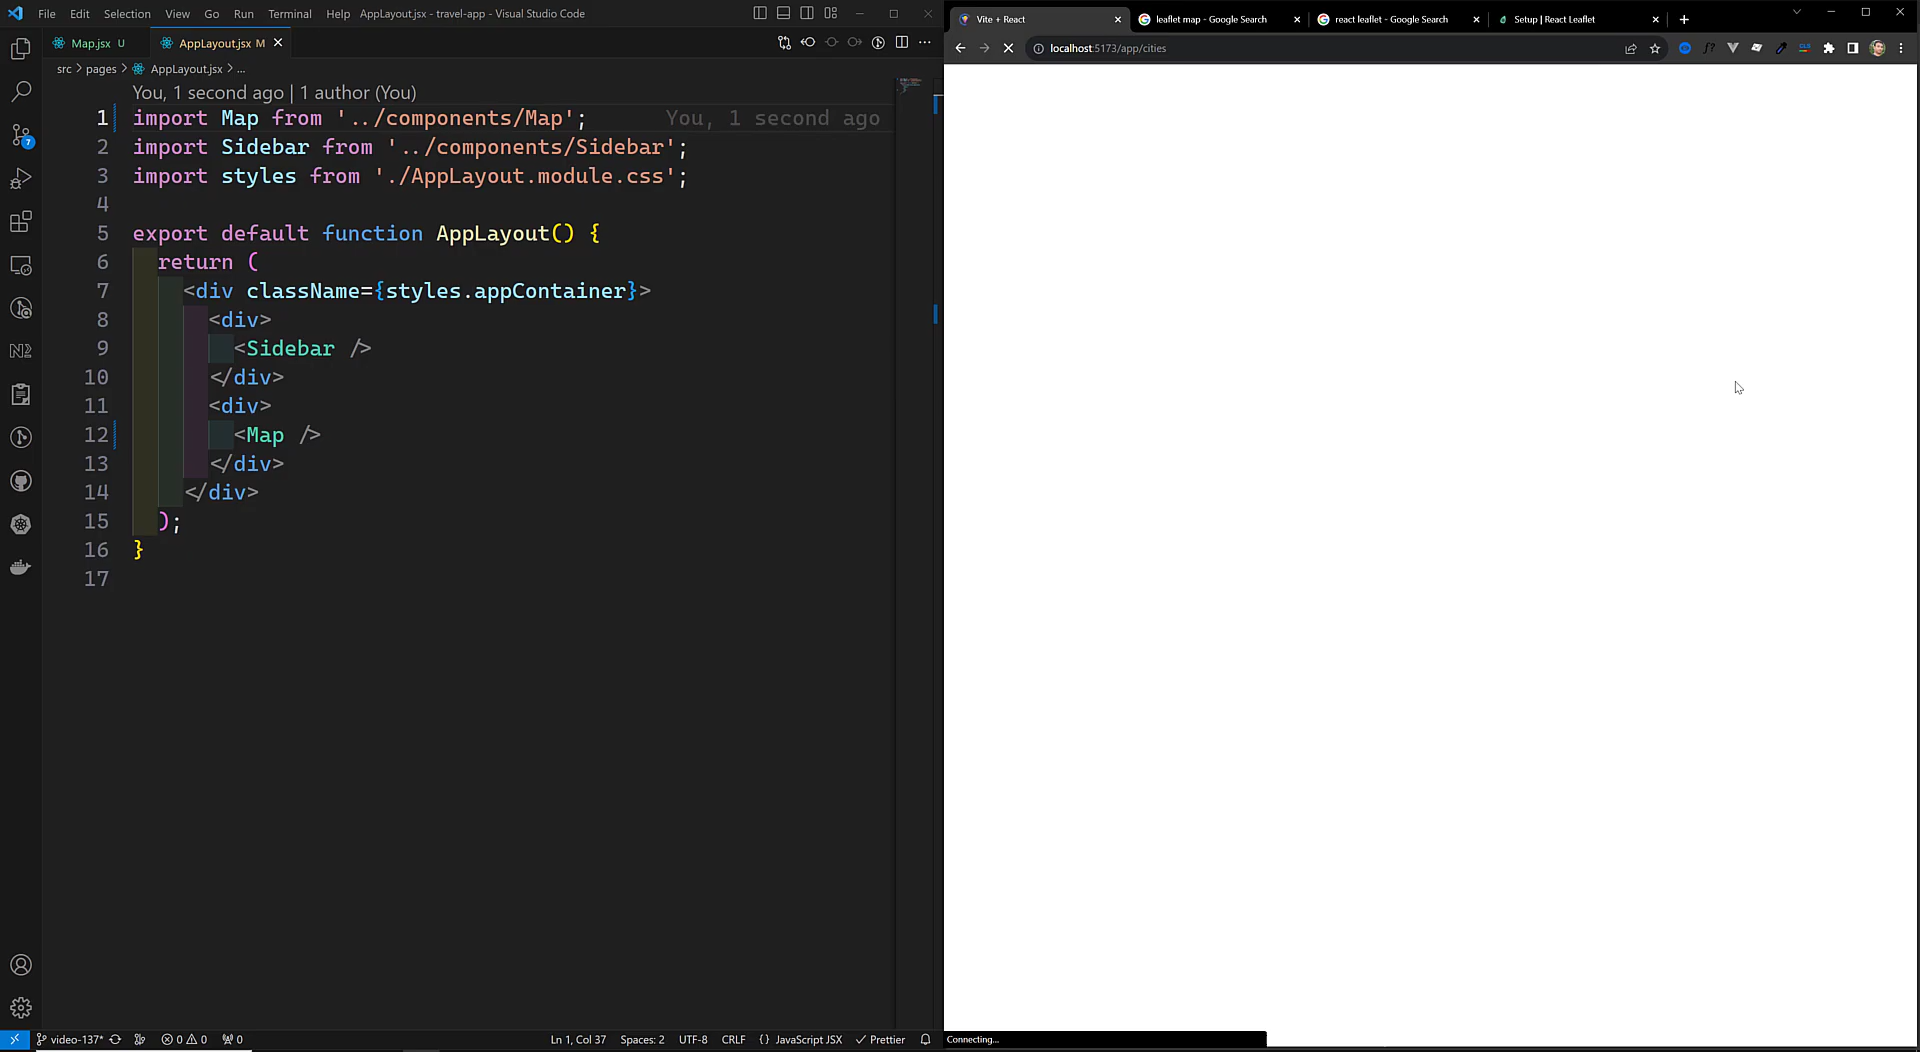 File Edit Selection View Go Run Terminal Help AppLayout.jsx - travel-app - Visual Studio Code
Map.jsx U AppLayout.jsx M
src > pages > AppLayout.jsx > ...
You, 1 second ago | 1 author (You)
1 import Map from '../components/Map'; You, 1 second ago
2 import Sidebar from '../components/Sidebar';
3 import styles from './AppLayout.module.css';
4
5 export default function AppLayout() {
6 return (
7 <div className={styles.appContainer}>
8 <div>
9 <Sidebar />
10 </div>
11 <div>
12 <Map />
13 </div>
14 </div>
15 );
16 }
17
7
video-137* 0 0 0 Ln 1, Col 37 Spaces: 2 UTF-8 CRLF {} JavaScript JSX Prettier
Vite + React leaflet map - Google Search react leaflet - Google Search Setup | React Leaflet
localhost:5173/app/cities
Connecting...